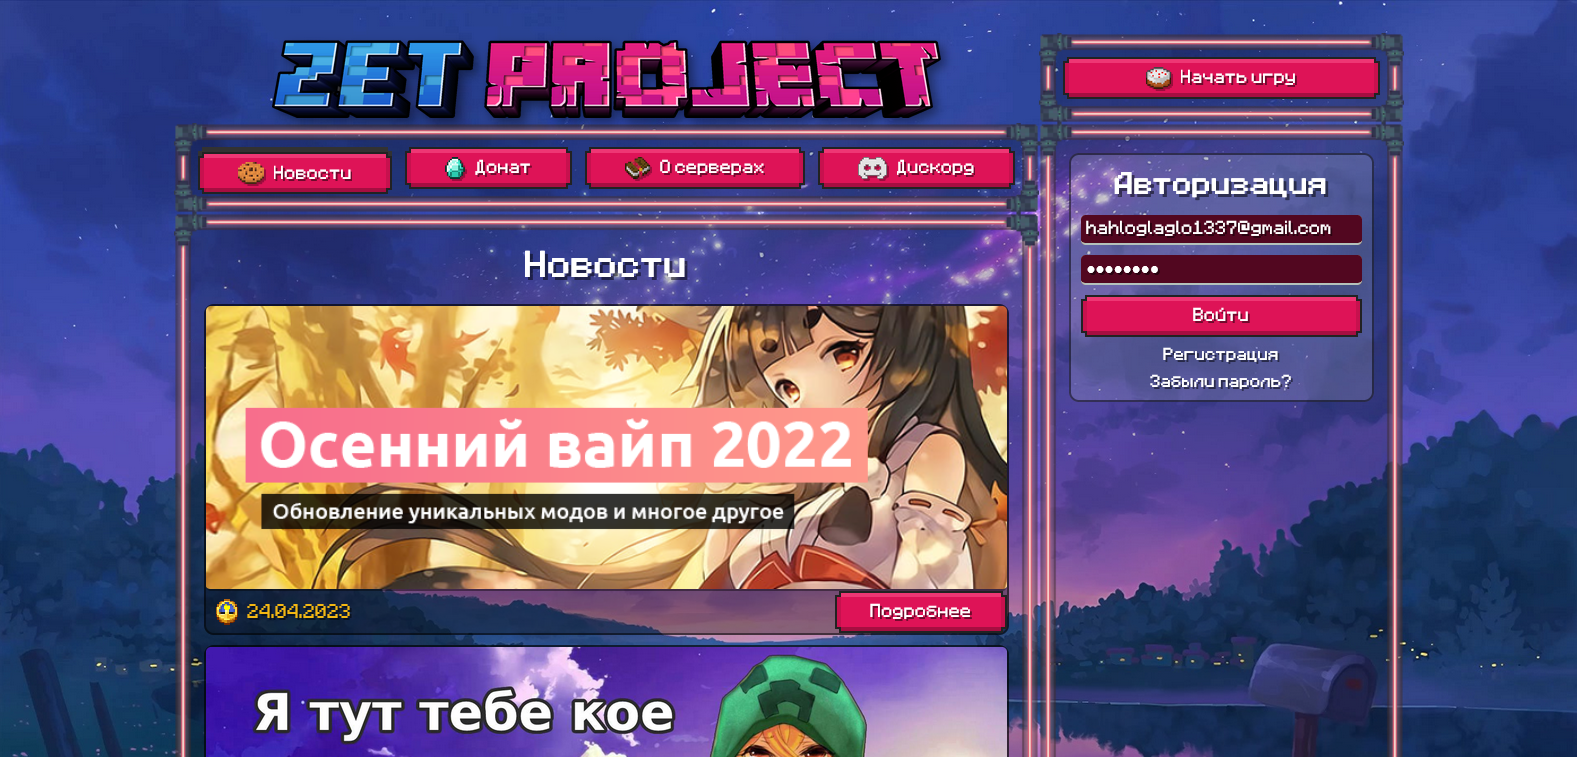 ZET PROJECT
Начать игру
Новости
Донат
О серверах
Дискорд
Новости
Осенний вайп 2022
Обновление уникальных модов и многое другое
24.04.2023
Подробнее
Я тут тебе кое
Авторизация
hahloglaglo1337@gmail.com
••••••••
Войти
Регистрация
Забыли пароль?